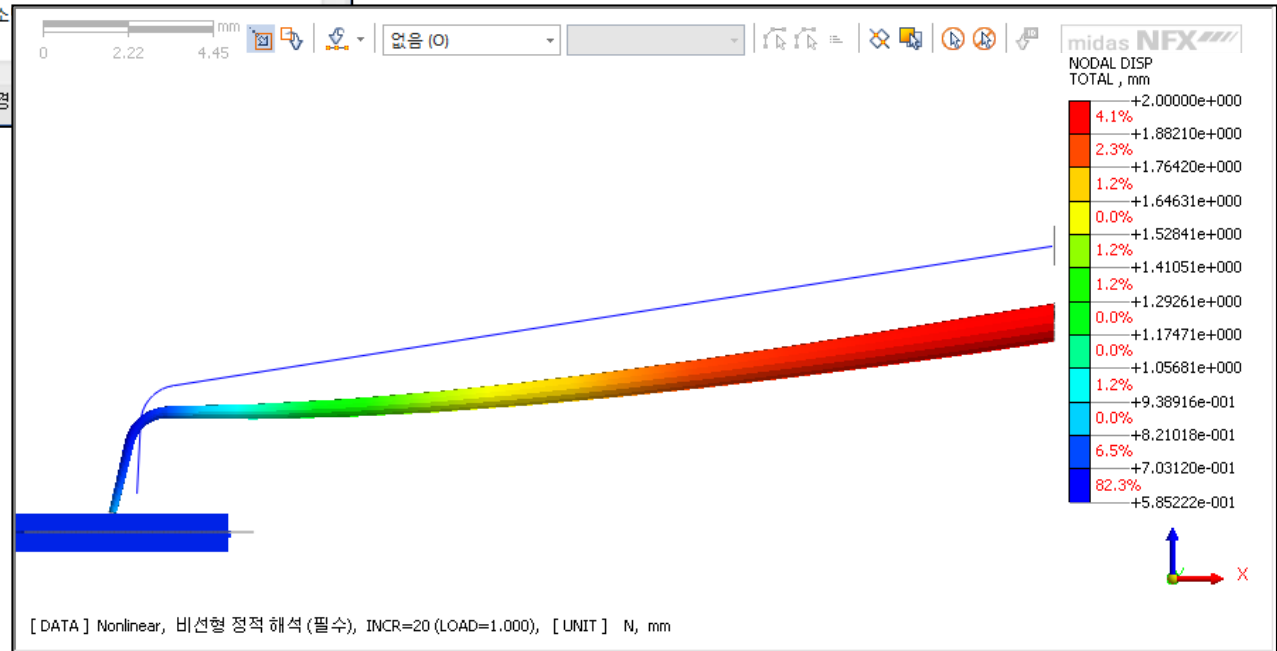 소
경
mm
0 2.22 4.45
없음 (O)
midas NFX
NODAL DISP
TOTAL , mm
+2.00000e+000
4.1%
+1.88210e+000
2.3%
+1.76420e+000
1.2%
+1.64631e+000
0.0%
+1.52841e+000
1.2%
+1.41051e+000
1.2%
+1.29261e+000
0.0%
+1.17471e+000
0.0%
+1.05681e+000
1.2%
+9.38916e-001
0.0%
+8.21018e-001
6.5%
+7.03120e-001
82.3%
+5.85222e-001
X
[ DATA ] Nonlinear, 비선형 정적 해석 (필수), INCR=20 (LOAD=1.000), [ UNIT ] N, mm